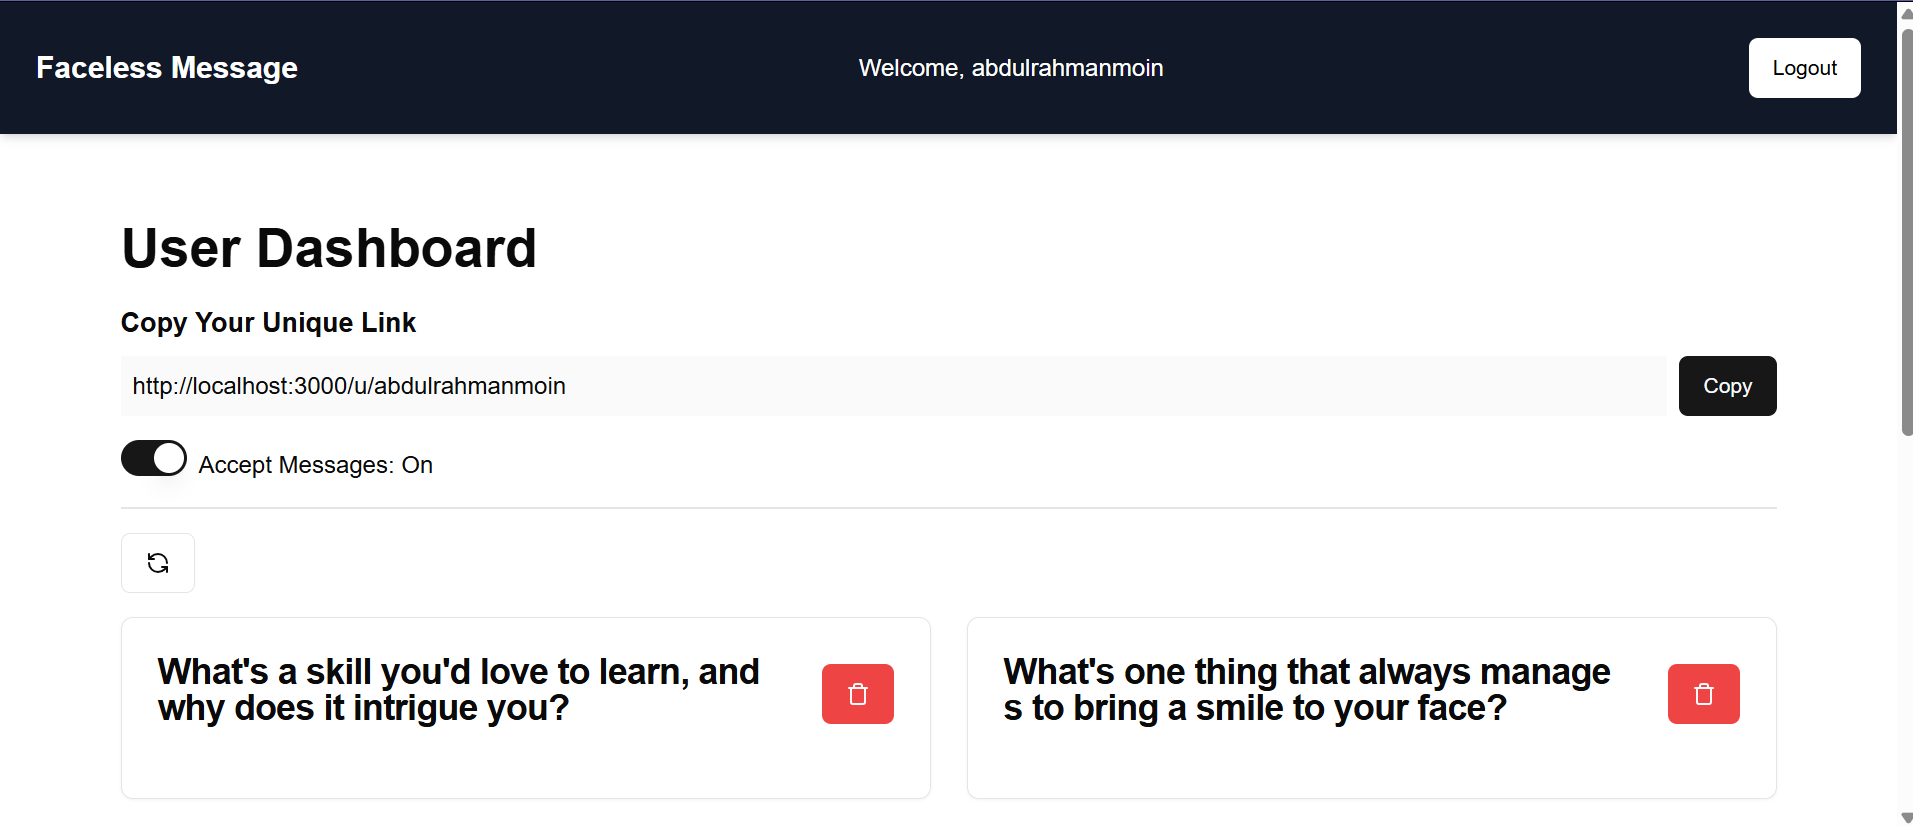 Faceless Message
Welcome, abdulrahmanmoin
Logout
User Dashboard
Copy Your Unique Link
http://localhost:3000/u/abdulrahmanmoin
Copy
Accept Messages: On
What's a skill you'd love to learn, and
why does it intrigue you?
What's one thing that always manage
s to bring a smile to your face?